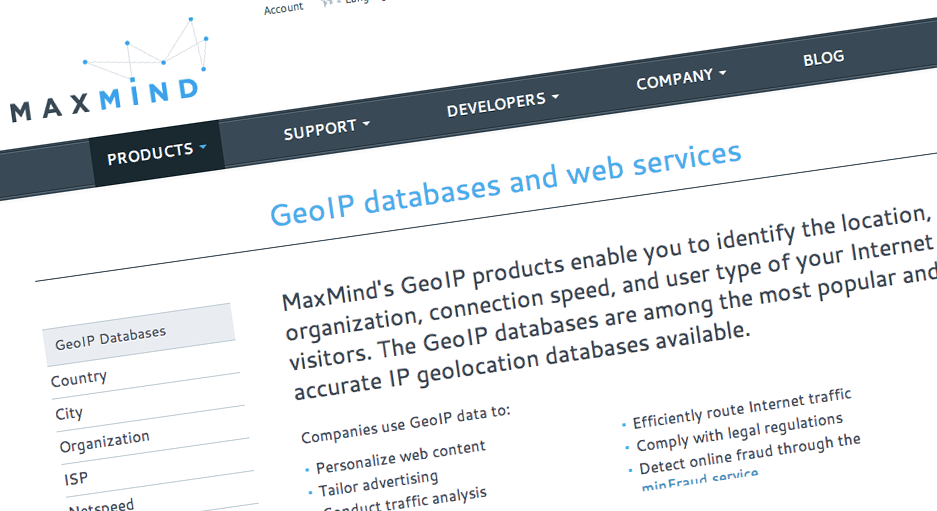 Account
MAXMIND
PRODUCTS
SUPPORT
DEVELOPERS
COMPANY
BLOG
GeoIP databases and web services
MaxMind's GeoIP products enable you to identify the location,
organization, connection speed, and user type of your Internet
visitors. The GeoIP databases are among the most popular and
accurate IP geolocation databases available.
GeoIP Databases
Country
City
Organization
ISP
Netspeed
Companies use GeoIP data to:
Personalize web content
Tailor advertising
Conduct traffic analysis
Efficiently route Internet traffic
Comply with legal regulations
Detect online fraud through the
minFraud service